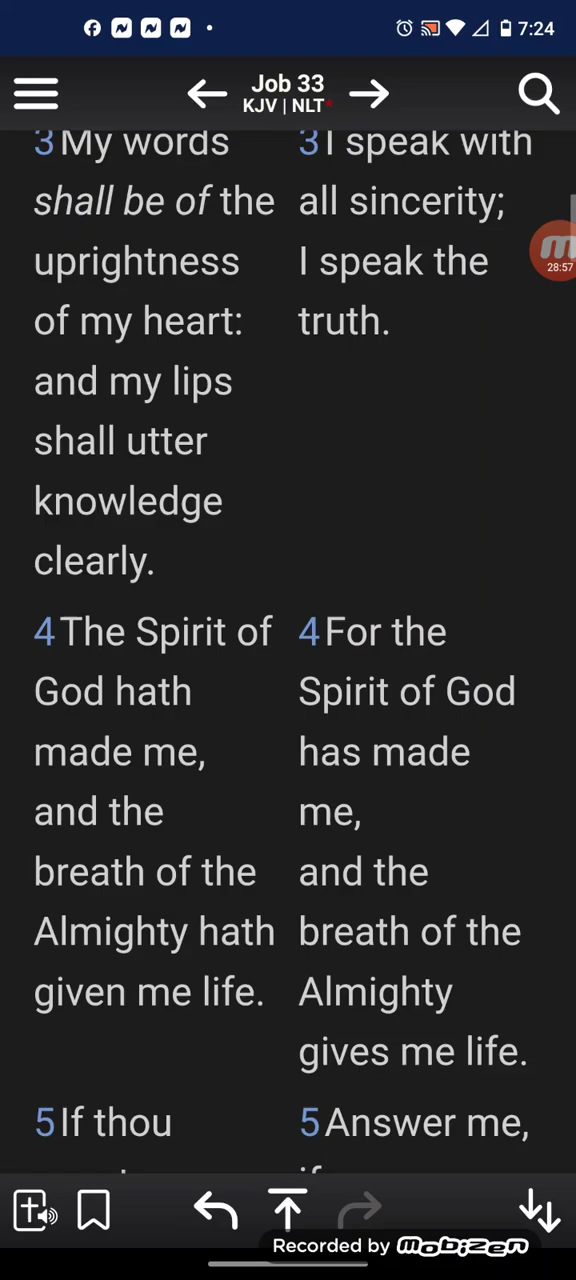 7:24
Job 33
KJV | NLT*
3 My words
shall be of the
uprightness
of my heart:
and my lips
shall utter
knowledge
clearly.
3 I speak with
all sincerity;
I speak the
truth.
m
28:57
4 The Spirit of
God hath
made me,
and the
breath of the
Almighty hath
given me life.
4 For the
Spirit of God
has made
me,
and the
breath of the
Almighty
gives me life.
5 If thou
5 Answer me,
Recorded by mobizen